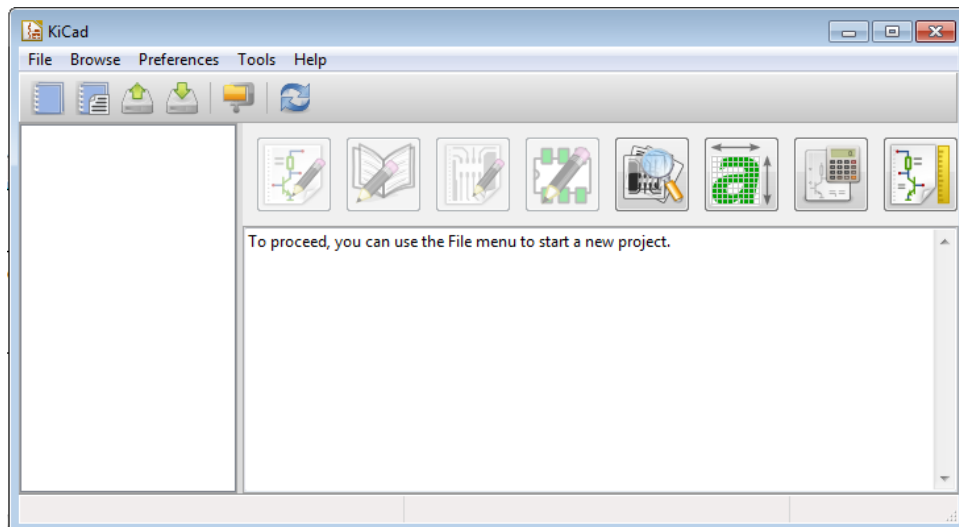 KiCad
File Browse Preferences Tools Help
a
To proceed, you can use the File menu to start a new project.